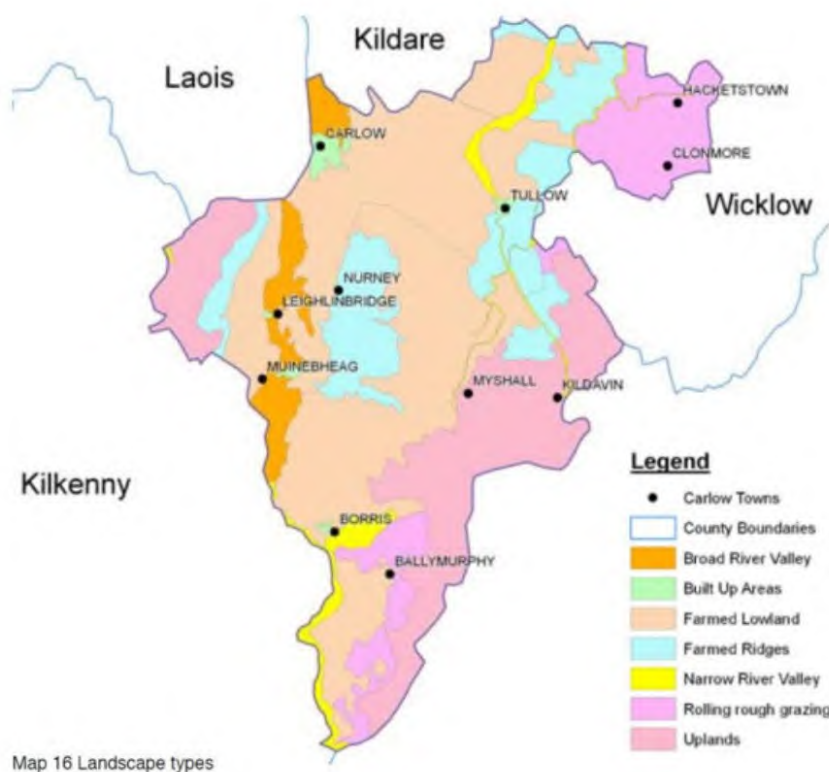 Kildare
Laois
HACKETSTOWN
CARLOW
CLONMORE
TULLOW
Wicklow
NURNEY
LEIGHLINBRIDGE
MUINEBHEAG
MYSHALL
KILDAVIN
Kilkenny
BORRIS
BALLYMURPHY
Legend
Carlow Towns
County Boundaries
Broad River Valley
Built Up Areas
Farmed Lowland
Farmed Ridges
Narrow River Valley
Rolling rough grazing
Uplands
Map 16 Landscape types